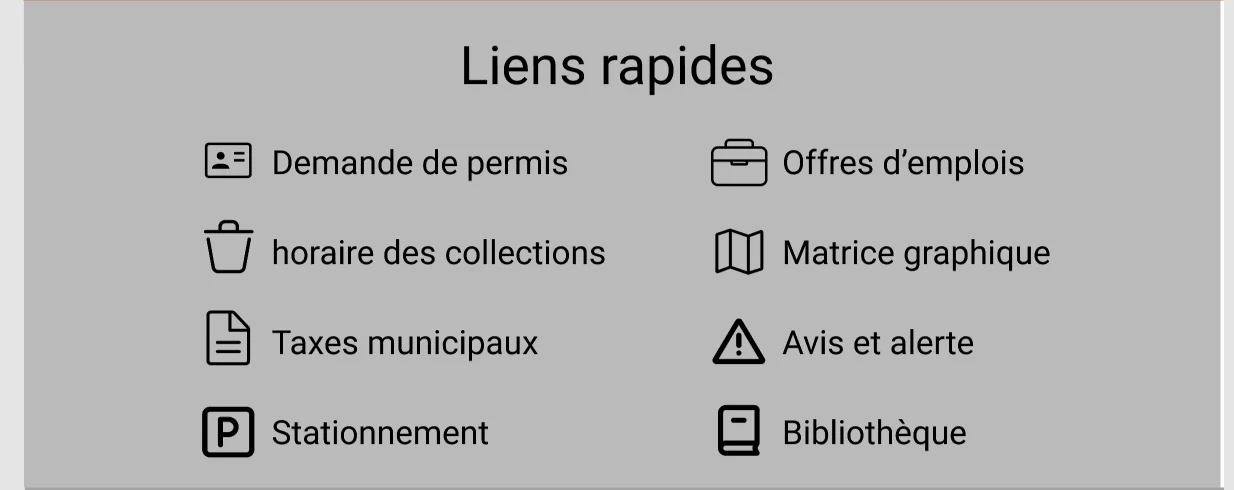 Liens rapides
Demande de permis
Offres d’emplois
horaire des collections
Matrice graphique
Taxes municipaux
Avis et alerte
P Stationnement
Bibliothèque